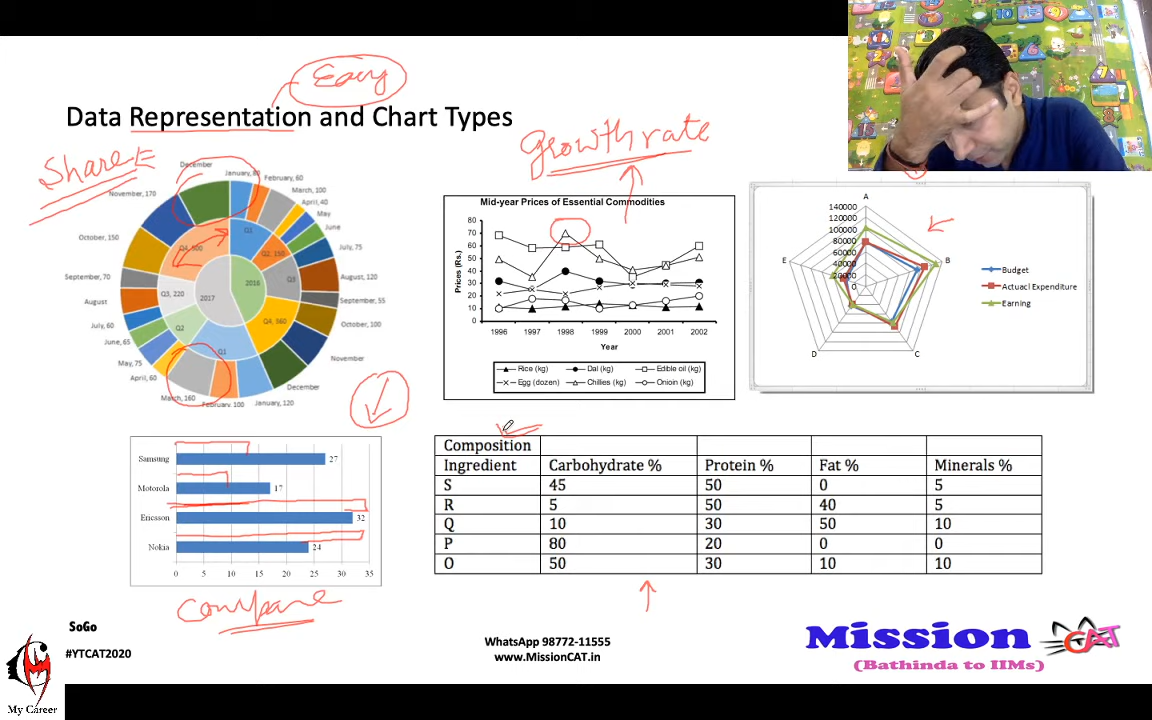 Easy
Data Representation and Chart Types
Share
Growth rate
December
January, 80
February, 60
March, 100
April, 40
May
June
July, 75
August, 120
September, 55
October, 100
November
December
January, 120
February, 100
March, 160
April, 60
May, 75
June, 65
July, 60
August
September, 70
October, 150
November, 170
Q1
Q2, 150
Q3
Q4, 360
Q1
Q2
Q3, 220
Q4, 500
2016
2017
Mid-year Prices of Essential Commodities
Prices (Rs.)
80
70
60
50
40
30
20
10
0
1996 1997 1998 1999 2000 2001 2002
Year
Rice (kg) Dal (kg) Edible oil (kg)
Egg (dozen) Chillies (kg) Onioin (kg)
A
140000
120000
100000
80000
60000
40000
20000
0
B
C
D
E
Budget
Actuacl Expenditure
Earning
Samsung 27
Motorola 17
Ericsson 32
Nokia 24
0 5 10 15 20 25 30 35
Compare
Composition
Ingredient Carbohydrate % Protein % Fat % Minerals %
S 45 50 0 5
R 5 50 40 5
Q 10 30 50 10
P 80 20 0 0
O 50 30 10 10
SoGo
#YTCAT2020
My Career
WhatsApp 98772-11555
www.MissionCAT.in
Mission CAT
(Bathinda to IIMs)